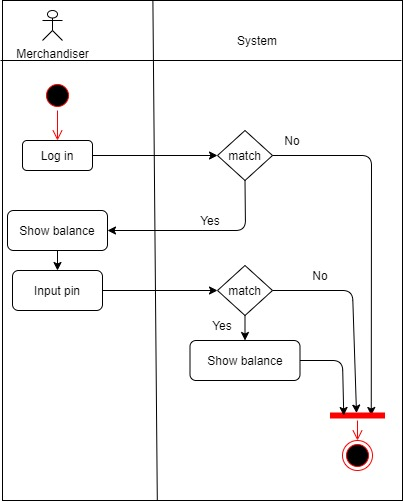 Merchandiser
System
Log in
match
No
Yes
Show balance
Input pin
match
No
Yes
Show balance